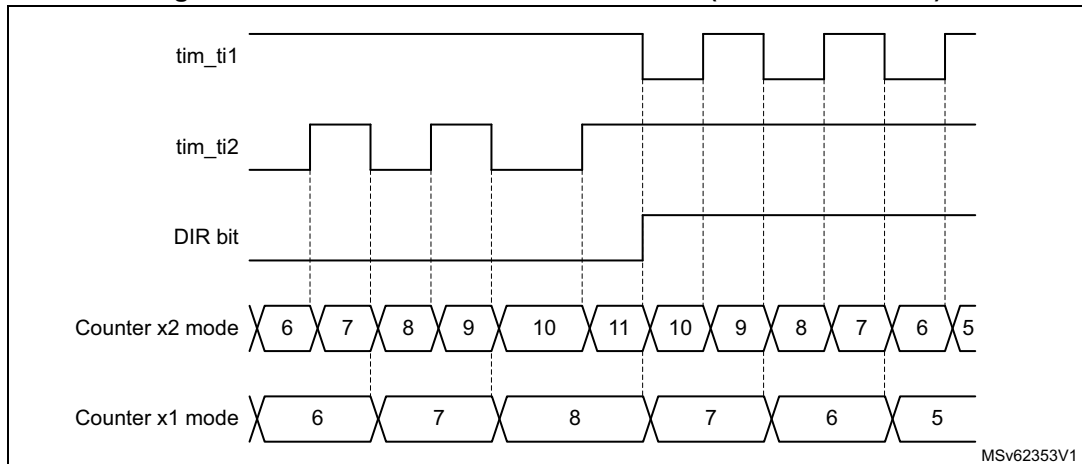 tim_ti1
tim_ti2
DIR bit
Counter x2 mode 6 7 8 9 10 11 10 9 8 7 6 5
Counter x1 mode 6 7 8 7 6 5
MSv62353V1